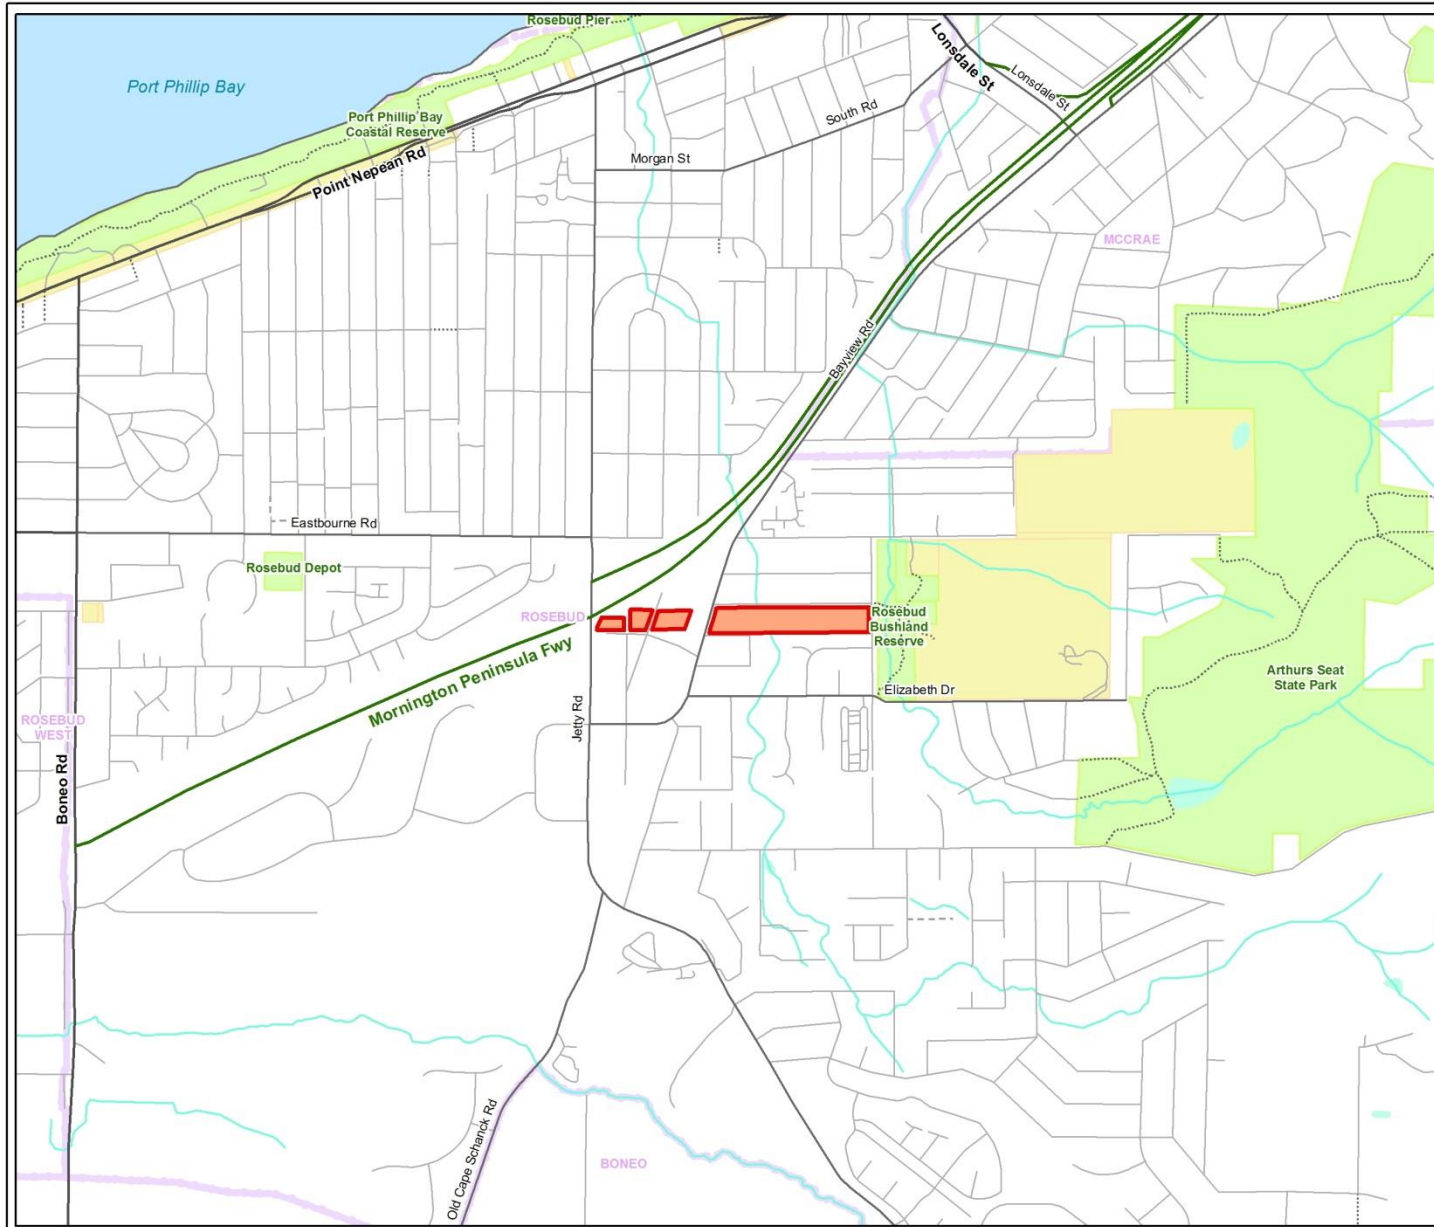 Rosebud Pier
Lonsdale St
Lonsdale St
Port Phillip Bay
Port Phillip Bay
Coastal Reserve
South Rd
Point Nepean Rd
Morgan St
MCCRAE
Bayview Rd
Eastbourne Rd
Rosebud Depot
ROSEBUD
Rosebud
Bushland
Reserve
Mornington Peninsula Fwy
Arthurs Seat
State Park
Elizabeth Dr
ROSEBUD
WEST
Jetty Rd
Boneo Rd
Old Cape Schanck Rd
BONEO